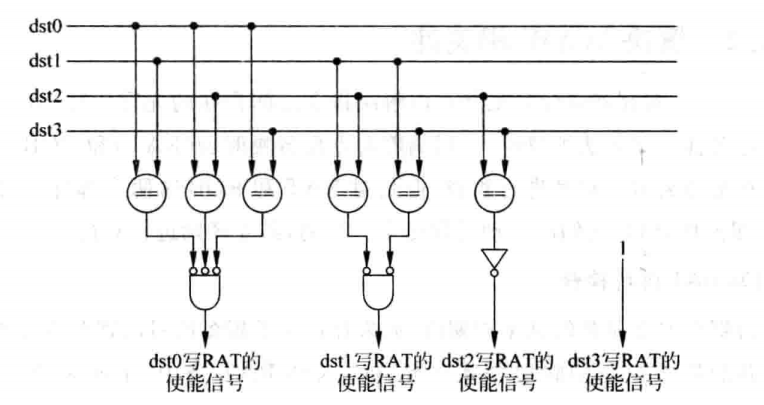 dst0
dst1
dst2
dst3
== == == == == ==
1
dst0写RAT的 dst1写RAT的 dst2写RAT的 dst3写RAT的
使能信号 使能信号 使能信号 使能信号